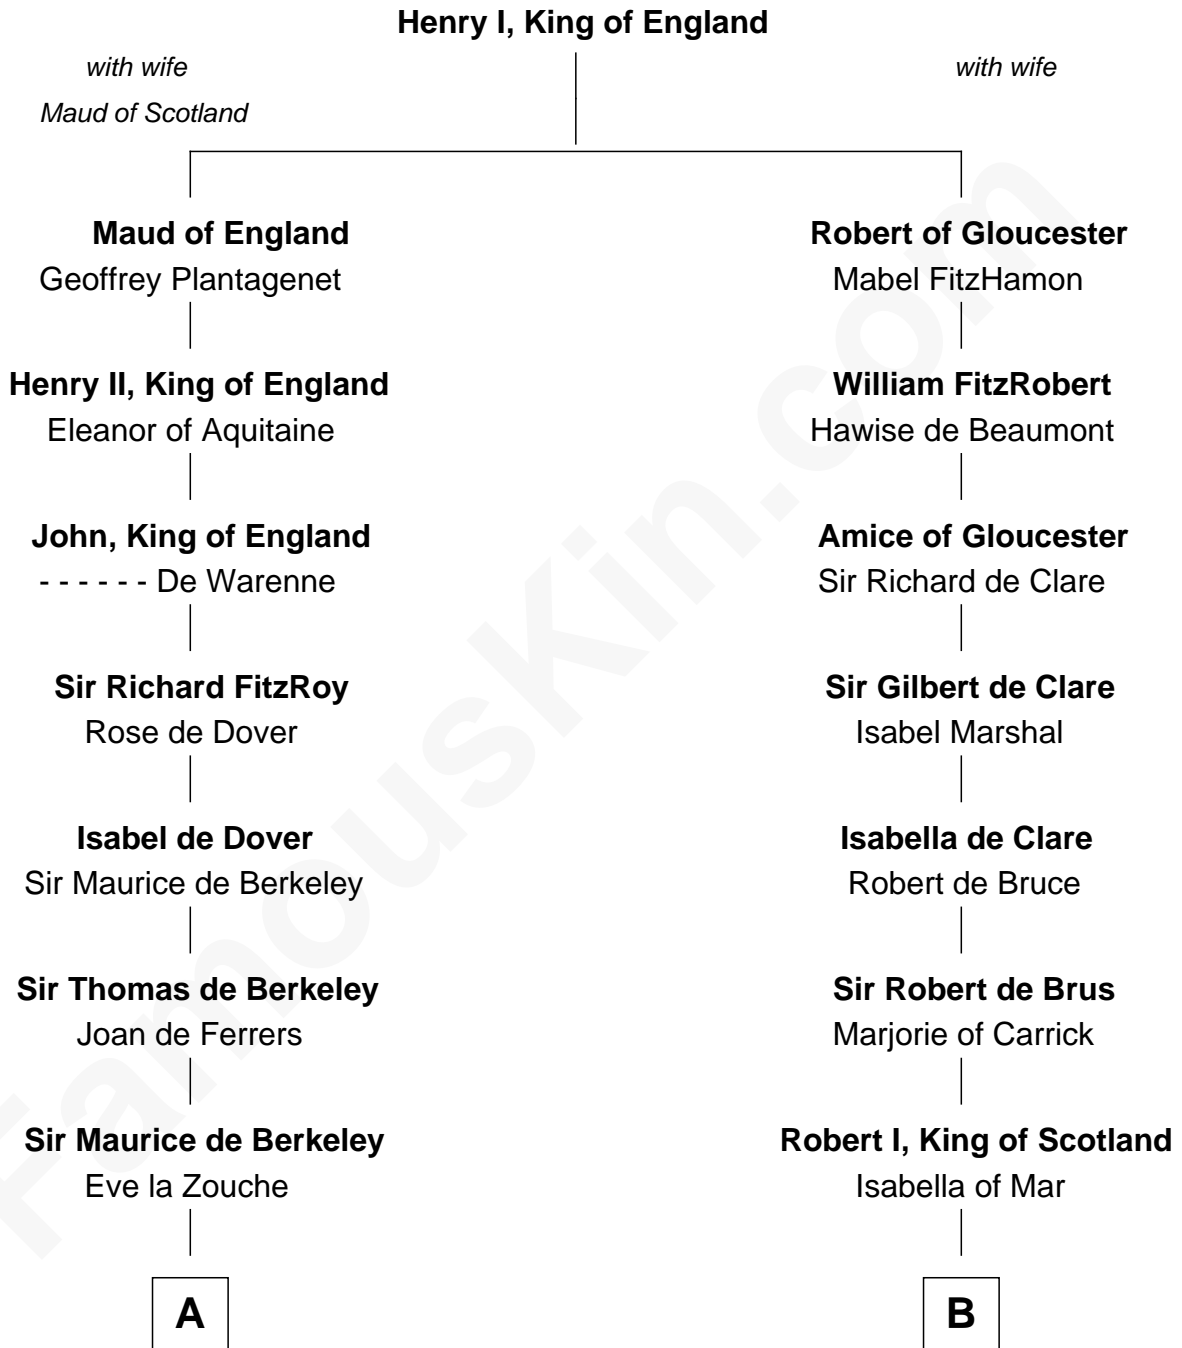 Henry I, King of England
with wife
Maud of Scotland
with wife
Maud of England
Geoffrey Plantagenet
Robert of Gloucester
Mabel FitzHamon
Henry II, King of England
Eleanor of Aquitaine
William FitzRobert
Hawise de Beaumont
John, King of England
- - - - - - De Warenne
Amice of Gloucester
Sir Richard de Clare
Sir Richard FitzRoy
Rose de Dover
Sir Gilbert de Clare
Isabel Marshal
Isabel de Dover
Sir Maurice de Berkeley
Isabella de Clare
Robert de Bruce
Sir Thomas de Berkeley
Joan de Ferrers
Sir Robert de Brus
Marjorie of Carrick
Sir Maurice de Berkeley
Eve la Zouche
Robert I, King of Scotland
Isabella of Mar
A
B
FamousKin.com